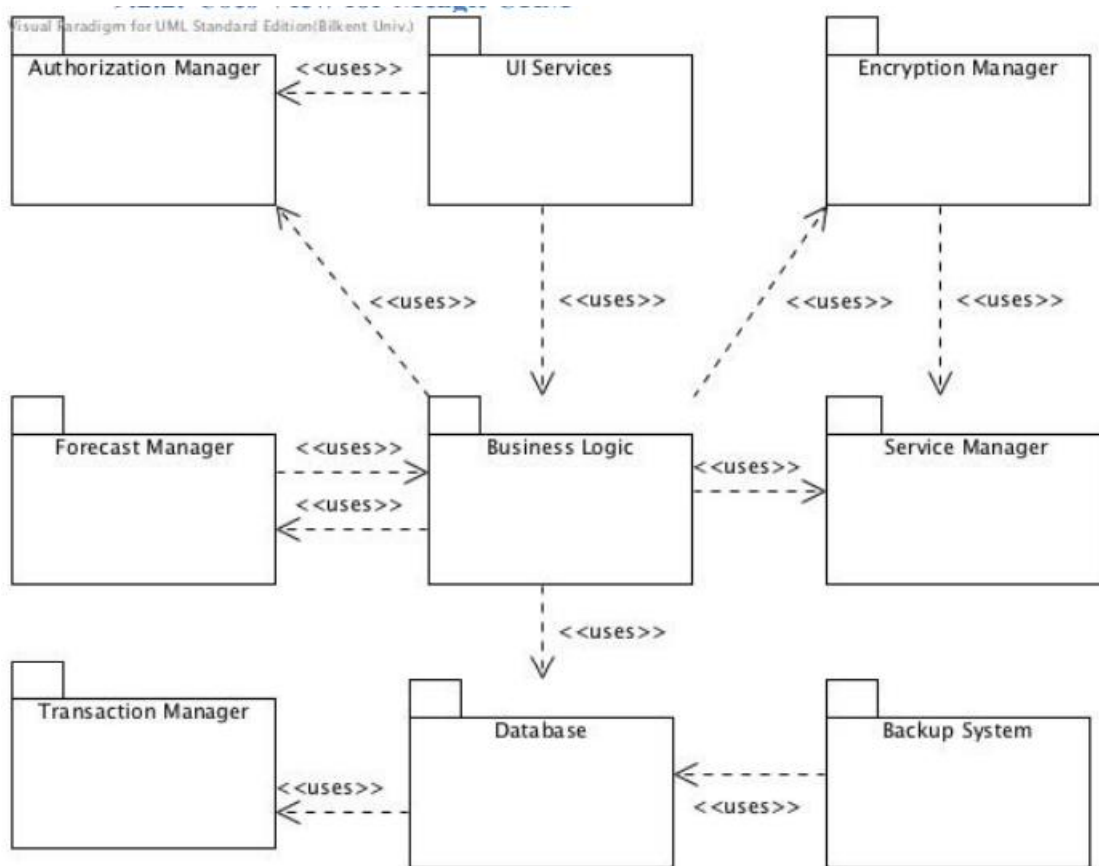 Visual Paradigm for UML Standard Edition(Bilkent Univ.)
Authorization Manager
<<uses>>
UI Services
Encryption Manager
<<uses>>
<<uses>>
<<uses>>
<<uses>>
Forecast Manager
<<uses>>
Business Logic
<<uses>>
Service Manager
<<uses>>
<<uses>>
Transaction Manager
Database
Backup System
<<uses>>
<<uses>>